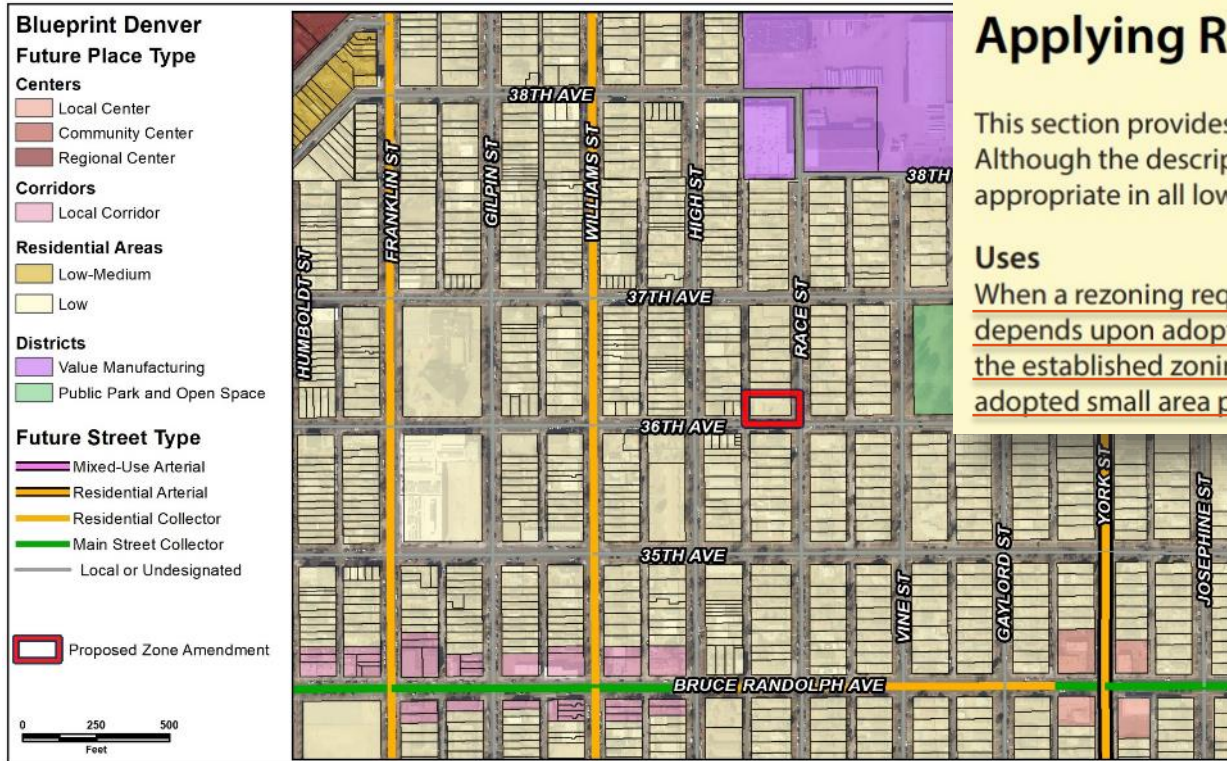 Blueprint Denver
Future Place Type
Centers
Local Center
Community Center
Regional Center
Corridors
Local Corridor
Residential Areas
Low-Medium
Low
Districts
Value Manufacturing
Public Park and Open Space
Future Street Type
Mixed-Use Arterial
Residential Arterial
Residential Collector
Main Street Collector
Local or Undesignated
Proposed Zone Amendment
0 250 500
Feet
38TH AVE
38TH
HUMBOLDT ST
FRANKLIN ST
GILPIN ST
WILLIAMS ST
HIGH ST
RACE ST
37TH AVE
36TH AVE
35TH AVE
VINE ST
GAYLORD ST
YORK ST
JOSEPHINE ST
BRUCE RANDOLPH AVE
Applying R
This section provides
Although the descrip
appropriate in all low
Uses
When a rezoning req
depends upon adop
the established zonin
adopted small area p